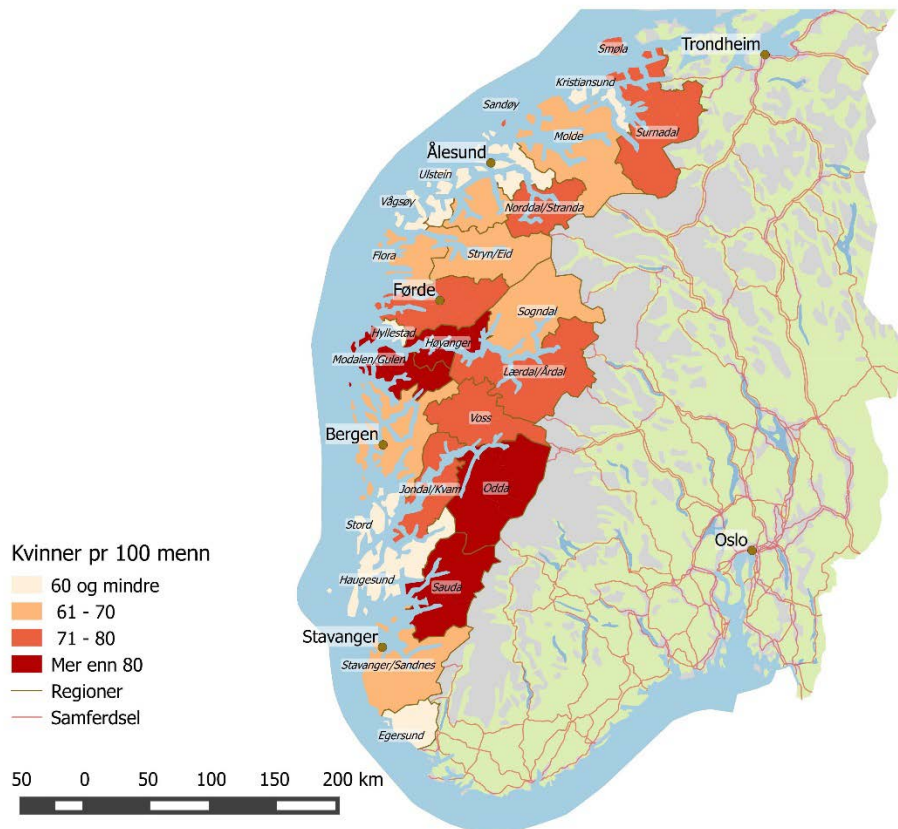 Trondheim
Smøla
Kristiansund
Sandøy
Molde
Surnadal
Ålesund
Ulstein
Vågsøy
Norddal/Stranda
Flora
Stryn/Eid
Førde
Sogndal
Hyllestad
Høyanger
Modalen/Gulen
Lærdal/Årdal
Voss
Bergen
Jondal/Kvam
Odda
Stord
Oslo
Haugesund
Sauda
Stavanger
Stavanger/Sandnes
Egersund
Kvinner pr 100 menn
60 og mindre
61 - 70
71 - 80
Mer enn 80
Regioner
Samferdsel
50 0 50 100 150 200 km